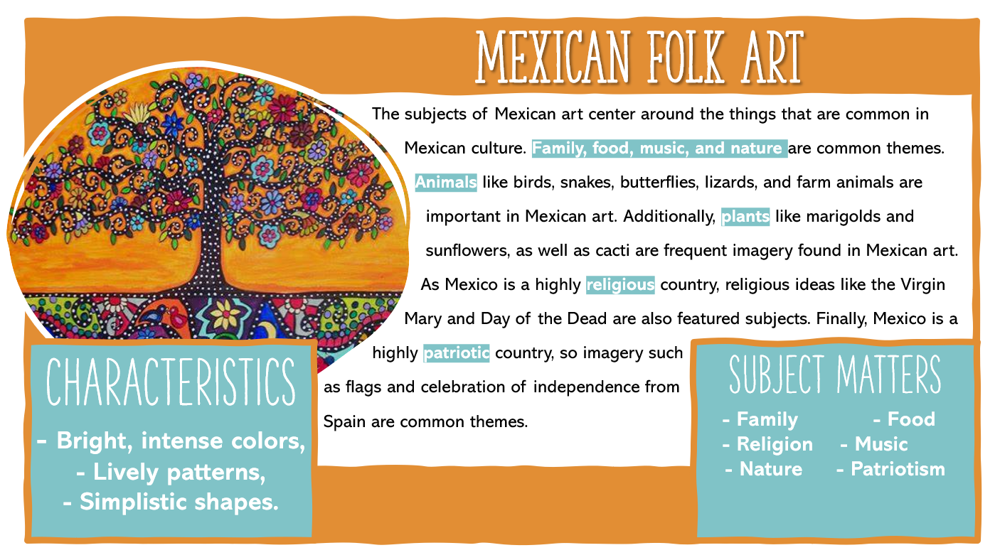 MEXICAN FOLK ART
The subjects of Mexican art center around the things that are common in
Mexican culture. Family, food, music, and nature are common themes.
Animals like birds, snakes, butterflies, lizards, and farm animals are
important in Mexican art. Additionally, plants like marigolds and
sunflowers, as well as cacti are frequent imagery found in Mexican art.
As Mexico is a highly religious country, religious ideas like the Virgin
Mary and Day of the Dead are also featured subjects. Finally, Mexico is a
highly patriotic country, so imagery such
as flags and celebration of independence from
Spain are common themes.
CHARACTERISTICS
- Bright, intense colors,
- Lively patterns,
- Simplistic shapes.
SUBJECT MATTERS
- Family - Food
- Religion - Music
- Nature - Patriotism